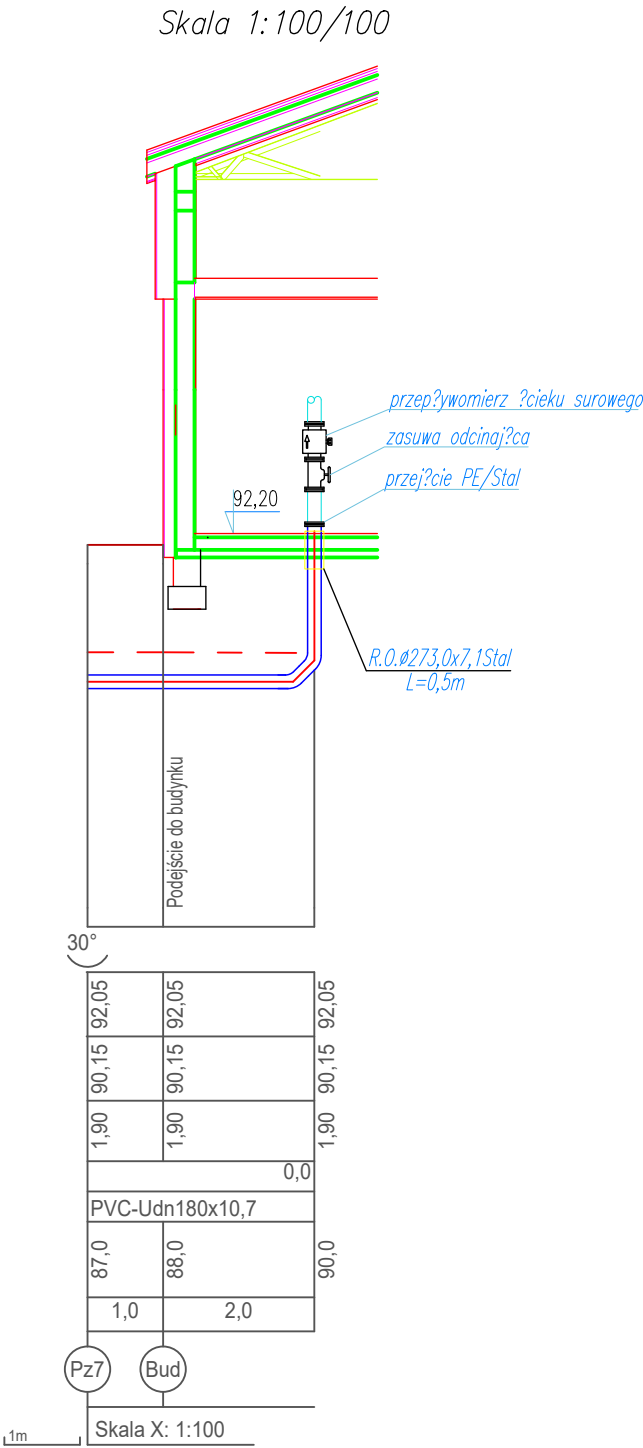 Skala 1:100/100
przep?ywomierz ?cieku surowego
zasuwa odcinaj?ca
przej?cie PE/Stal
92,20
R.O.ø273,0x7,1Stal
L=0,5m
Podejście do budynku
30°
92,05 92,05 92,05
90,15 90,15 90,15
1,90 1,90 1,90
0,0
PVC-Udn180x10,7
87,0 88,0 90,0
1,0 2,0
Pz7 Bud
1m
Skala X: 1:100